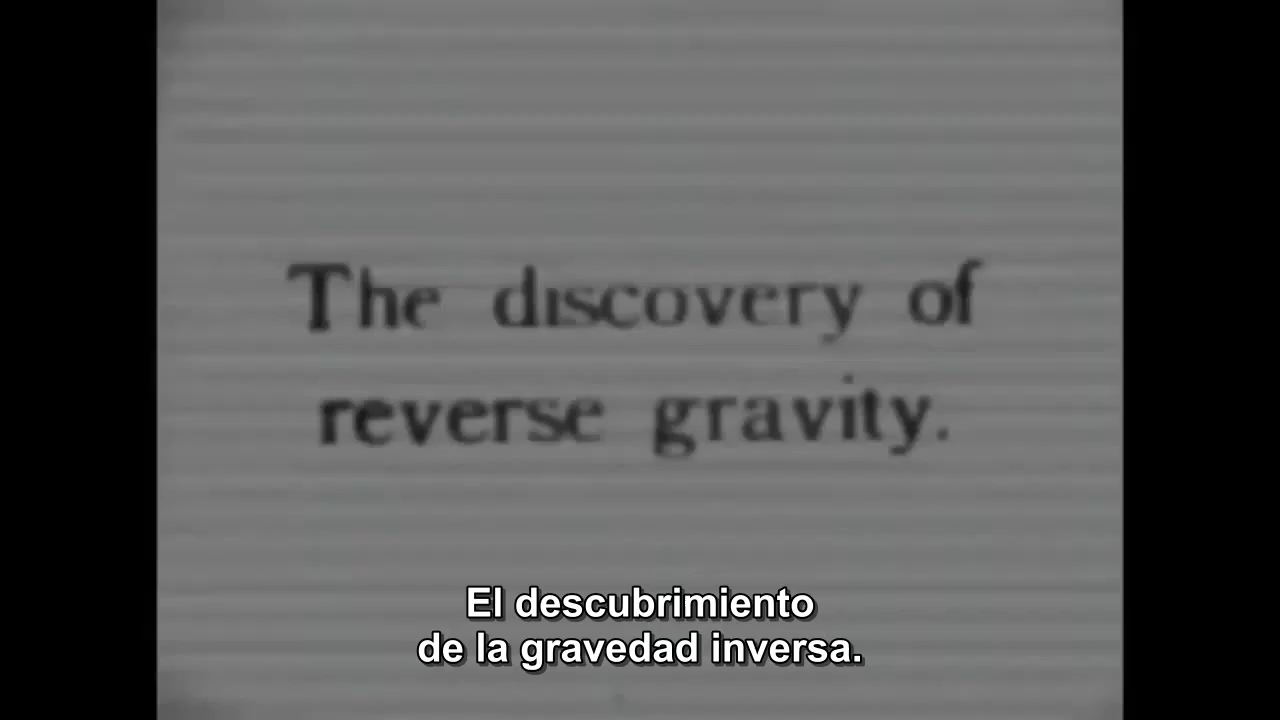 The discovery of
reverse gravity.
El descubrimiento
de la gravedad inversa.